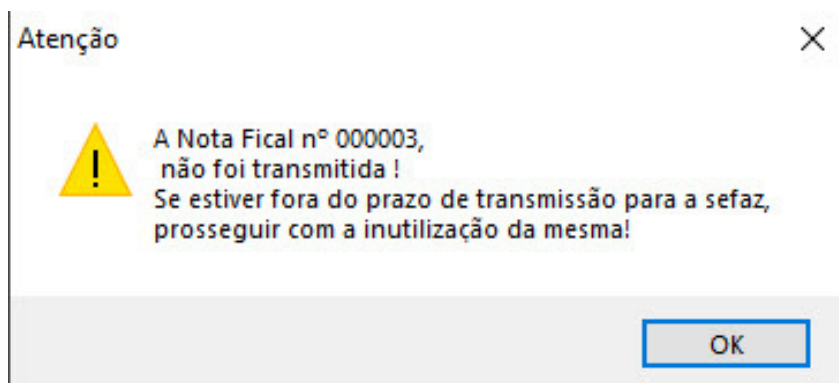 Atenção
A Nota Fical nº 000003,
não foi transmitida !
Se estiver fora do prazo de transmissão para a sefaz,
prosseguir com a inutilização da mesma!
OK